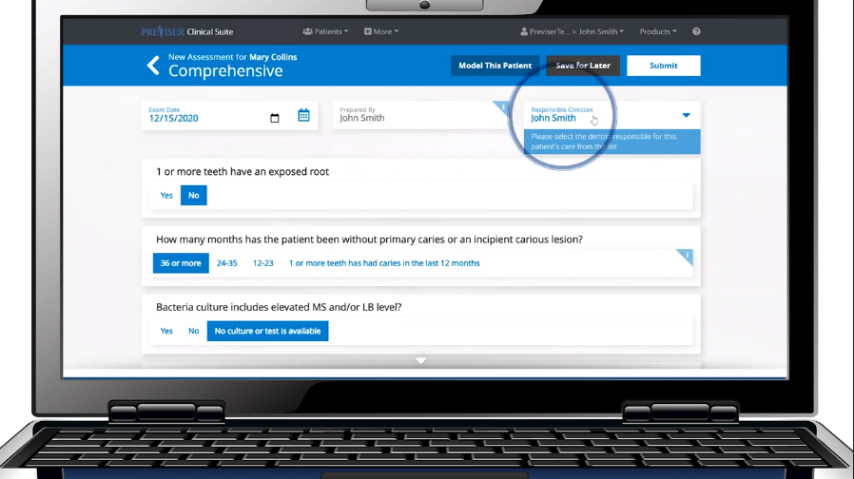 PREVISER Clinical Suite
Patients
More
PreviserTe... > John Smith
Products
?
New Assessment for Mary Collins
Comprehensive
Model This Patient
Save for Later
Submit
Exam Date
12/15/2020
Prepared By
John Smith
i
Responsible Clinician
John Smith
Please select the dentist responsible for this
patient's care from the list
1 or more teeth have an exposed root
Yes No
How many months has the patient been without primary caries or an incipient carious lesion?
36 or more 24-35 12-23 1 or more teeth has had caries in the last 12 months
i
Bacteria culture includes elevated MS and/or LB level?
Yes No No culture or test is available